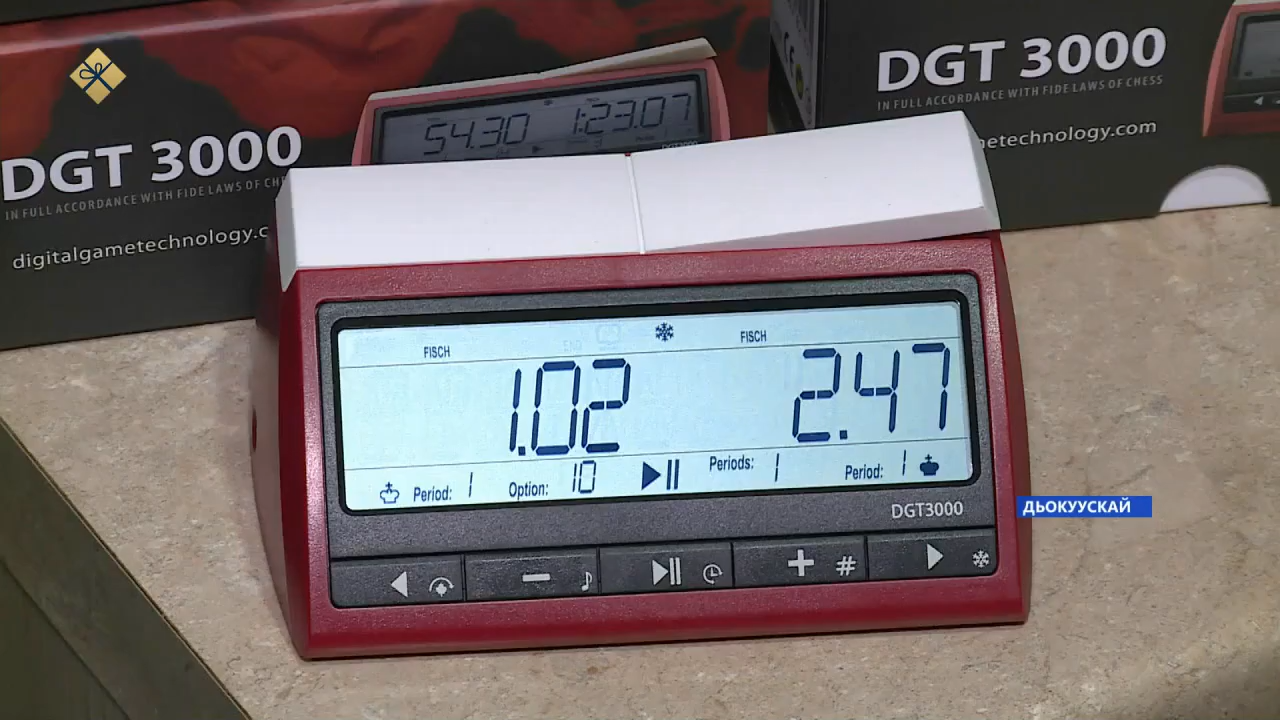 DGT 3000
IN FULL ACCORDANCE WITH FIDE LAWS OF CHESS
etechnology.com
54.30 1:23.07
DGT 3000
IN FULL ACCORDANCE WITH FIDE LAWS OF CH
digitalgametechnology.c
FISCH FISCH
1.02 2.47
Period: 1 Option: 10 Periods: 1 Period: 1
DGT3000
ДЬОКУУСКАЙ